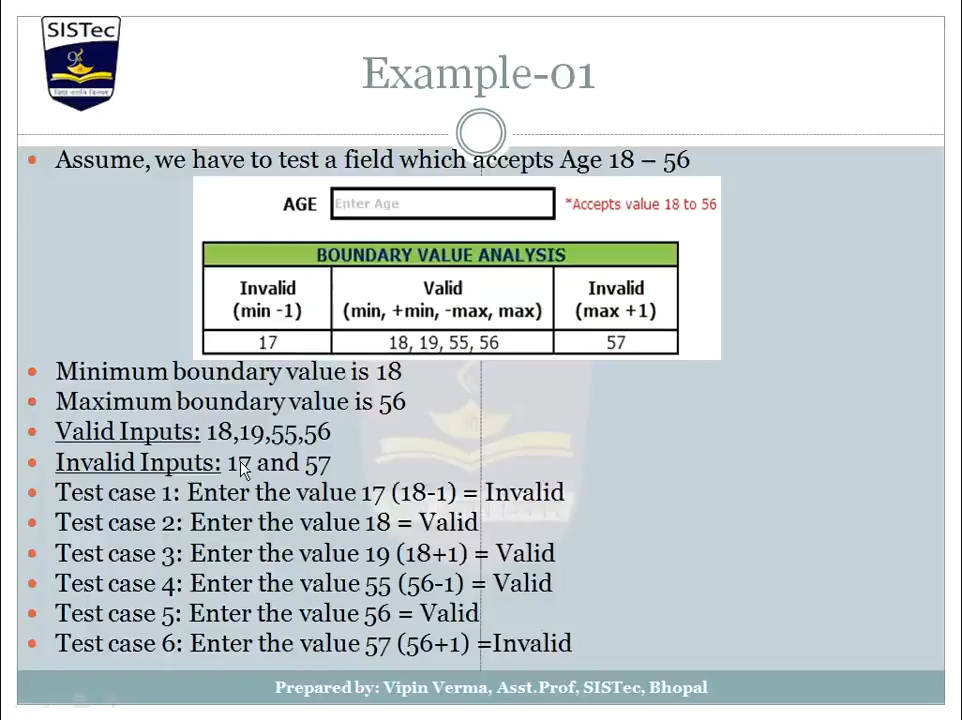 SISTec
Example-01
Assume, we have to test a field which accepts Age 18 – 56
AGE Enter Age *Accepts value 18 to 56
BOUNDARY VALUE ANALYSIS
Invalid Valid Invalid
(min -1) (min, +min, -max, max) (max +1)
17 18, 19, 55, 56 57
Minimum boundary value is 18
Maximum boundary value is 56
Valid Inputs: 18,19,55,56
Invalid Inputs: 17 and 57
Test case 1: Enter the value 17 (18-1) = Invalid
Test case 2: Enter the value 18 = Valid
Test case 3: Enter the value 19 (18+1) = Valid
Test case 4: Enter the value 55 (56-1) = Valid
Test case 5: Enter the value 56 = Valid
Test case 6: Enter the value 57 (56+1) =Invalid
Prepared by: Vipin Verma, Asst.Prof, SISTec, Bhopal